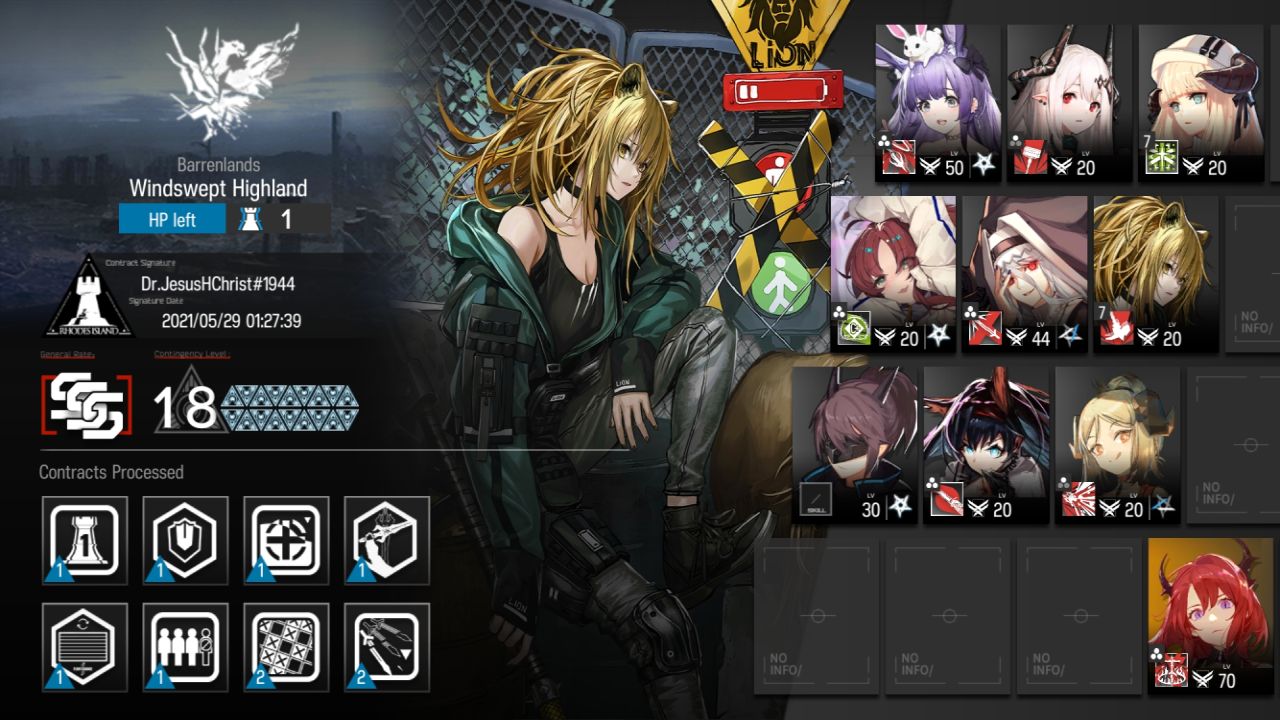 Barrenlands
Windswept Highland
HP left 1
Contract Signature
Dr.JesusHChrist#1944
Signature Date
2021/05/29 01:27:39
RHODES ISLAND
General Rate:
Contingency Level:
18
Contracts Processed
1
1
1
1
1
1
2
2
LiON
LiON
LiON
LV
50
LV
20
7
LV
20
LV
20
LV
44
7
LV
20
NO
INFO/
SKILL
LV
30
LV
20
LV
20
NO
INFO/
NO
INFO/
NO
INFO/
NO
INFO/
LV
70